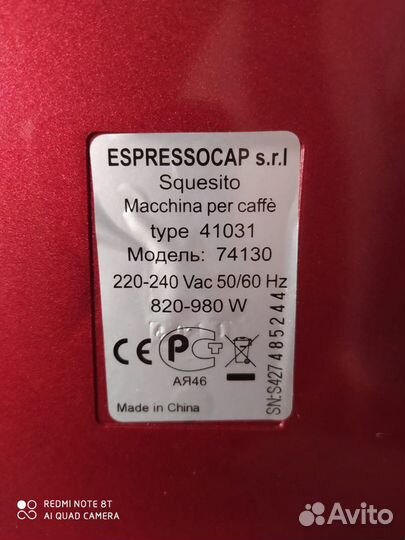 ESPRESSOCAP s.r.l
Squesito
Macchina per caffè
type 41031
Модель: 74130
220-240 Vac 50/60 Hz
820-980 W
CE PCT
АЯ46
Made in China
SN:S427485244
REDMI NOTE 8T
AI QUAD CAMERA
Avito